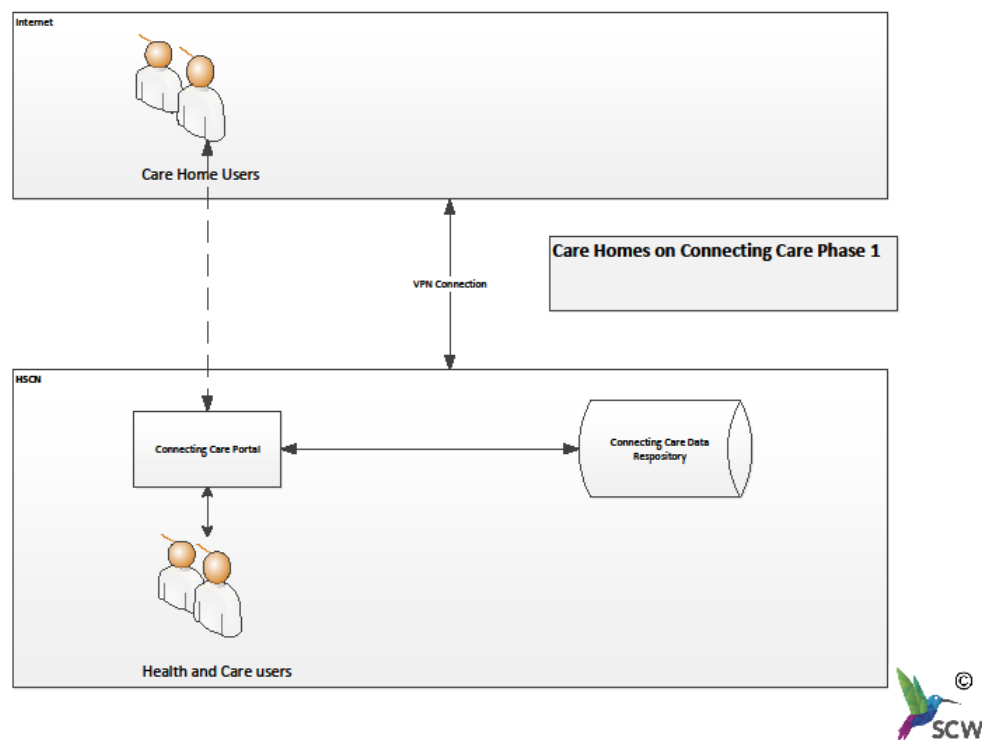 Internet
Care Home Users
Care Homes on Connecting Care Phase 1
VPN Connection
HSCN
Connecting Care Portal
Connecting Care Data
Respository
Health and Care users
©
SCW